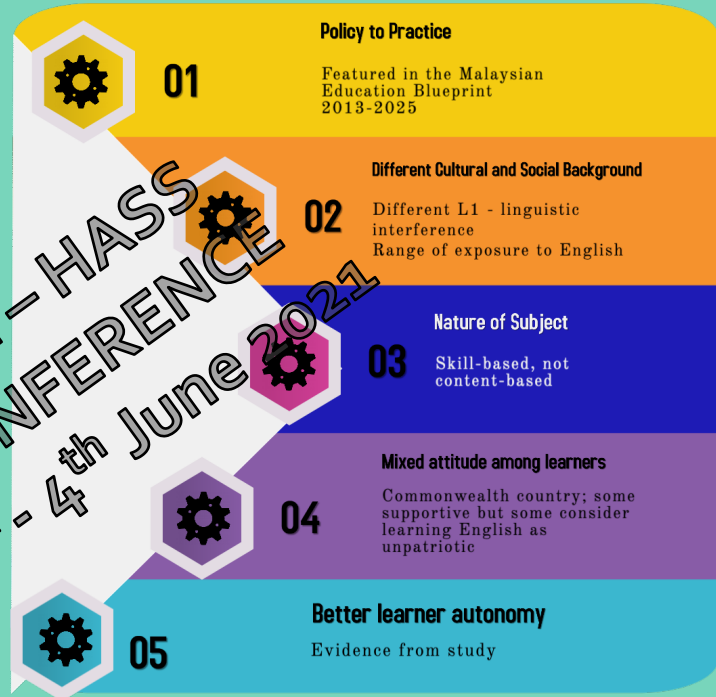 01
Policy to Practice
Featured in the Malaysian
Education Blueprint
2013-2025
02
Different Cultural and Social Background
Different L1 - linguistic
interference
Range of exposure to English
03
Nature of Subject
Skill-based, not
content-based
04
Mixed attitude among learners
Commonwealth country; some
supportive but some consider
learning English as
unpatriotic
05
Better learner autonomy
Evidence from study
– HASS
NFERENCE
- 4th June 2021